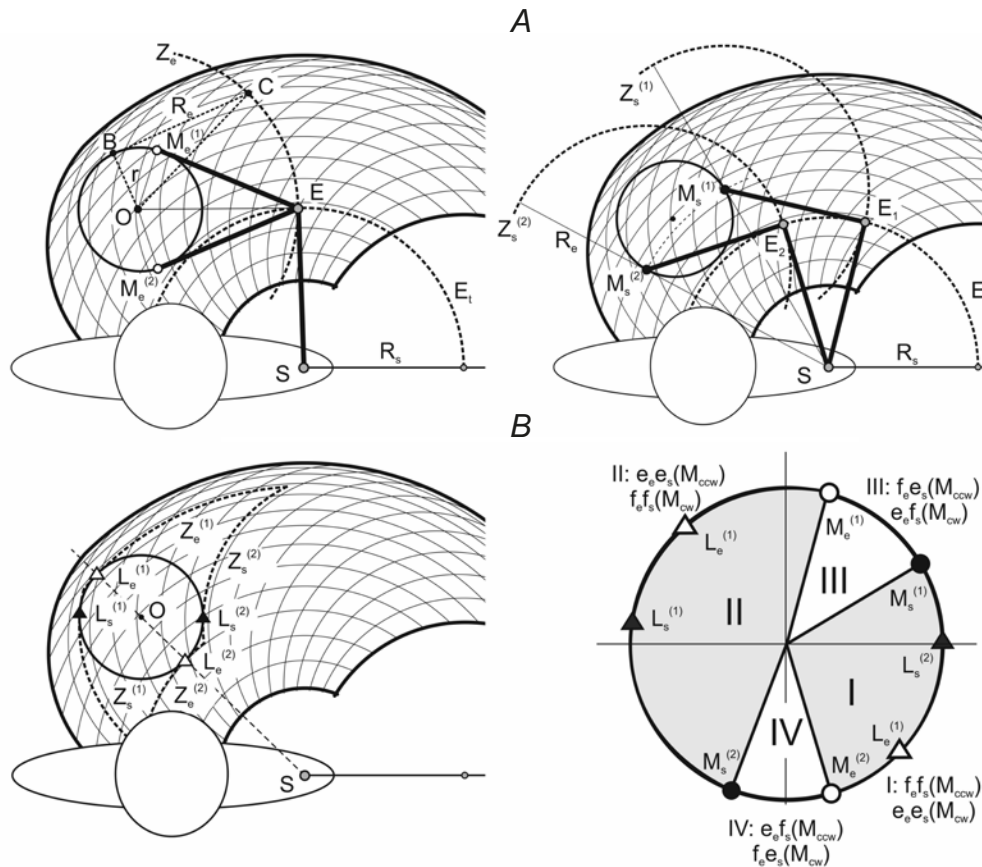 A
Z_e
C
R_e
B
M_e^(1)
r
O
E
M_e^(2)
E_t
R_s
S
Z_s^(1)
Z_s^(2)
M_s^(1)
R_e
E_1
E_2
M_s^(2)
E
R_s
S
B
Z_e^(1)
Z_s^(2)
L_e^(1)
O
L_s^(1)
L_s^(2)
L_e^(2)
Z_s^(1)
Z_e^(2)
S
II: e_e e_s(M_ccw)
f_e f_s(M_cw)
III: f_e e_s(M_ccw)
e_e f_s(M_cw)
M_e^(1)
L_e^(1)
III
M_s^(1)
II
L_s^(1)
L_s^(2)
I
IV
L_e^(1)
M_s^(2)
M_e^(2)
I: f_e f_s(M_ccw)
e_e e_s(M_cw)
IV: e_e f_s(M_ccw)
f_e e_s(M_cw)